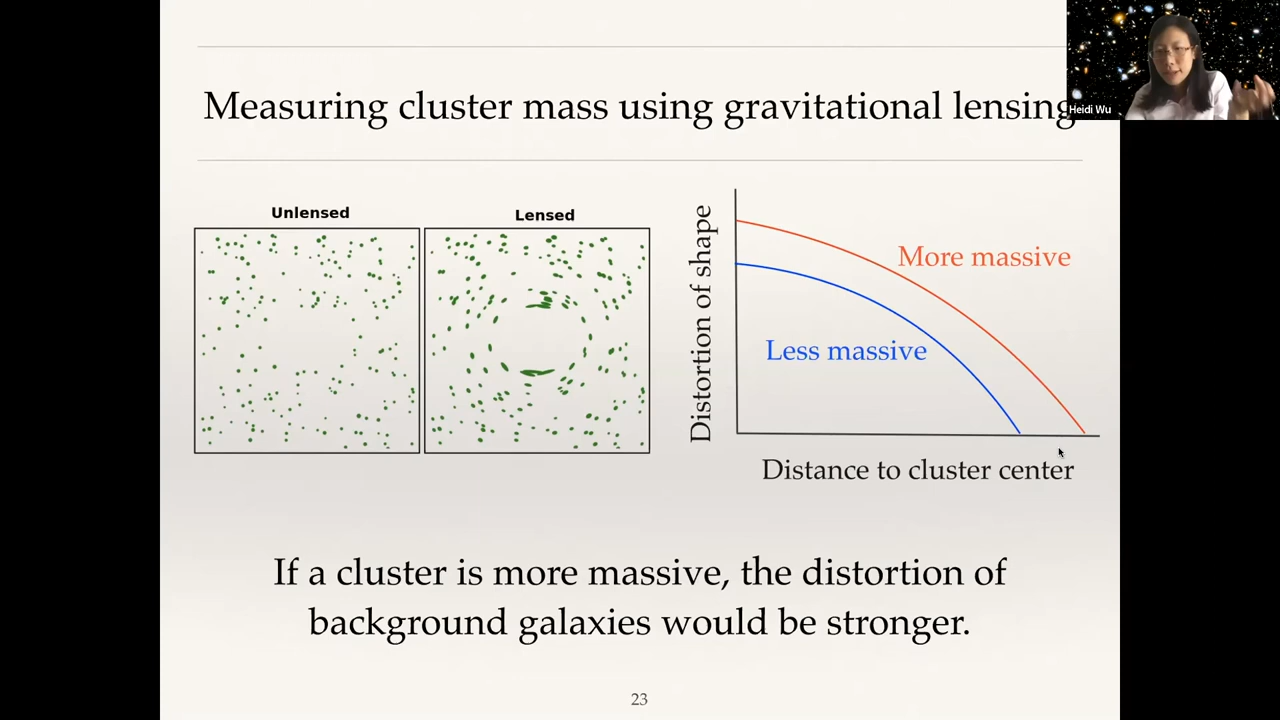 Measuring cluster mass using gravitational lensing
Heidi Wu
Unlensed
Lensed
Distortion of shape
More massive
Less massive
Distance to cluster center
If a cluster is more massive, the distortion of
background galaxies would be stronger.
23